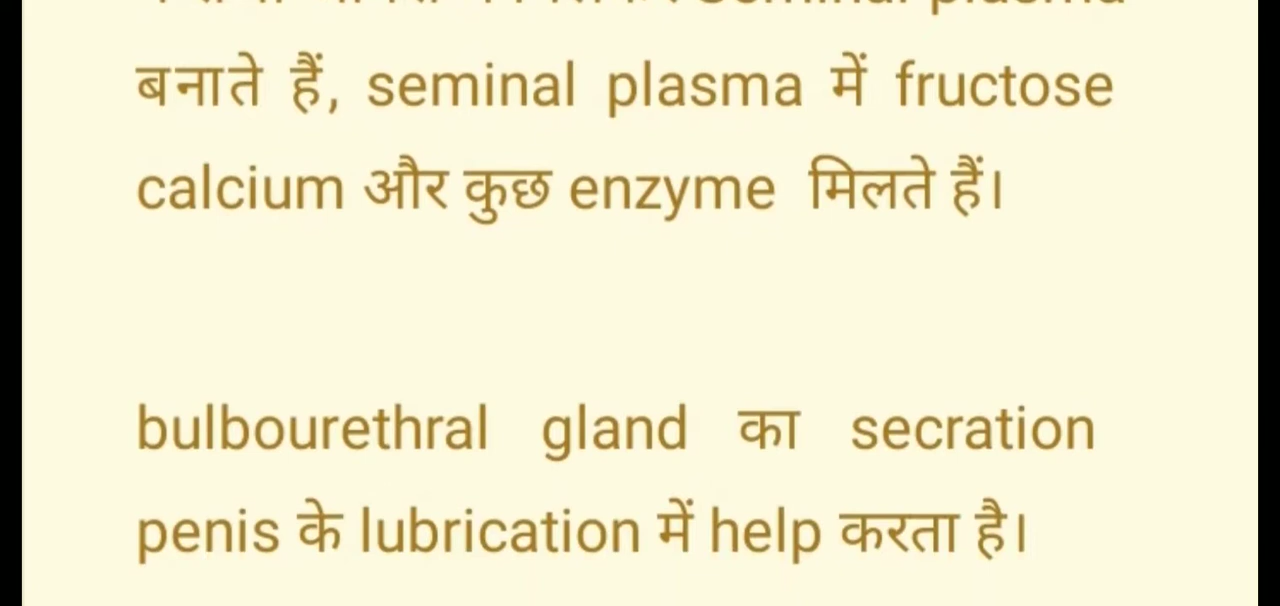 बनाते हैं, seminal plasma में fructose
calcium और कुछ enzyme मिलते हैं।
bulbourethral gland का secration
penis के lubrication में help करता है।